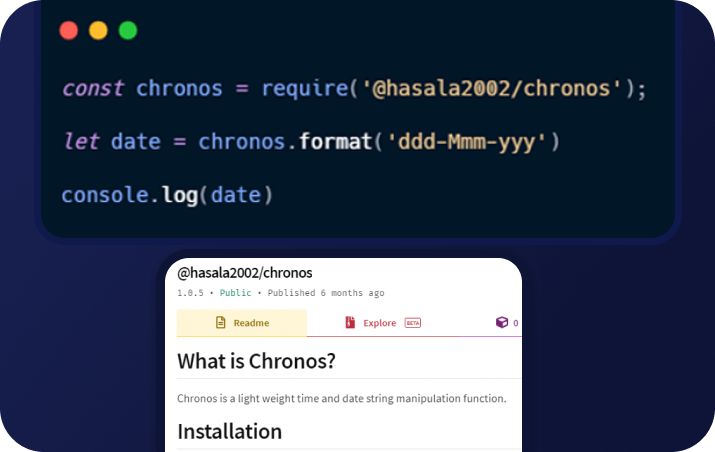 const chronos = require('@hasala2002/chronos');
let date = chronos.format('ddd-Mmm-yyy')
console.log(date)
@hasala2002/chronos
1.0.5 • Public • Published 6 months ago
Readme Explore BETA 0
What is Chronos?
Chronos is a light weight time and date string manipulation function.
Installation